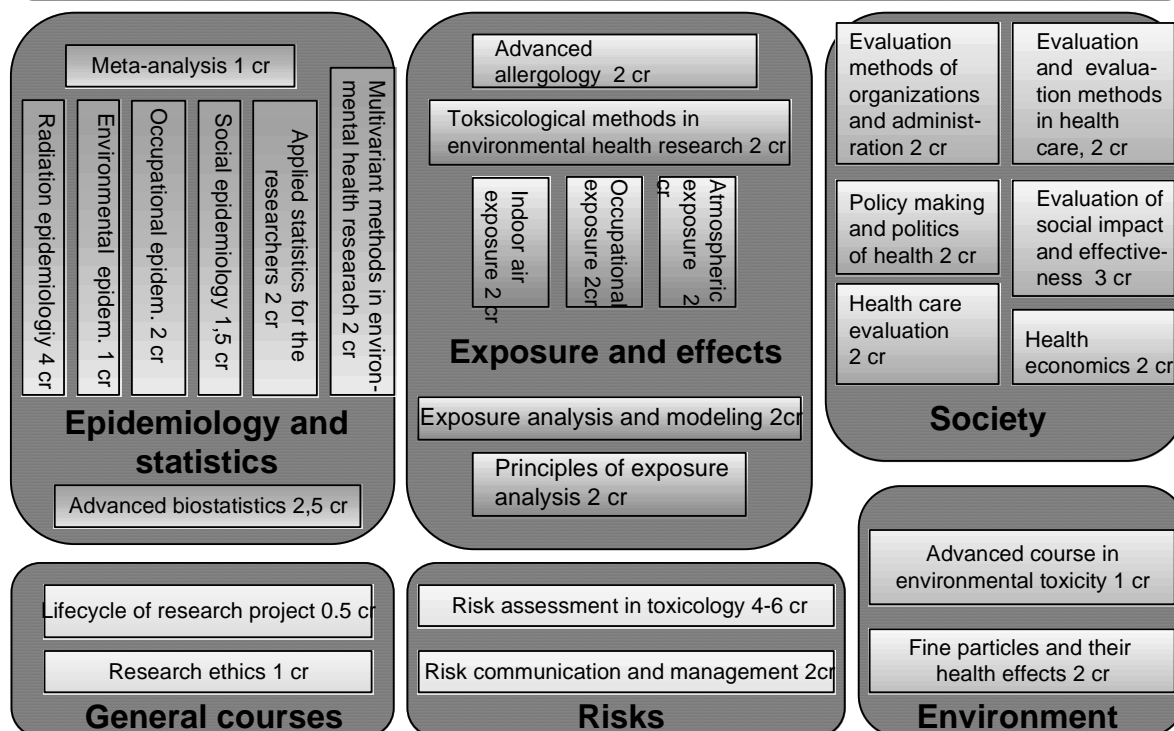 Meta-analysis 1 cr
Radiation epidemiologiy 4 cr
Environmental epidem. 1 cr
Occupational epidem. 2 cr
Social epidemiology 1,5 cr
Applied statistics for the
researchers 2 cr
Multivariant methods in environ-
mental health researach 2 cr
Epidemiology and
statistics
Advanced biostatistics 2,5 cr
Advanced
allergology 2 cr
Toksicological methods in
environmental health research 2 cr
Indoor air
exposure 2 cr
Occupational
exposure 2cr
Atmospheric
exposure 2
cr
Exposure and effects
Exposure analysis and modeling 2cr
Principles of exposure
analysis 2 cr
Evaluation
methods of
organizations
and administ-
ration 2 cr
Evaluation
and evalua-
tion methods
in health
care, 2 cr
Policy making
and politics
of health 2 cr
Evaluation of
social impact
and effective-
ness 3 cr
Health care
evaluation
2 cr
Health
economics 2 cr
Society
Lifecycle of research project 0.5 cr
Research ethics 1 cr
General courses
Risk assessment in toxicology 4-6 cr
Risk communication and management 2cr
Risks
Advanced course in
environmental toxicity 1 cr
Fine particles and their
health effects 2 cr
Environment